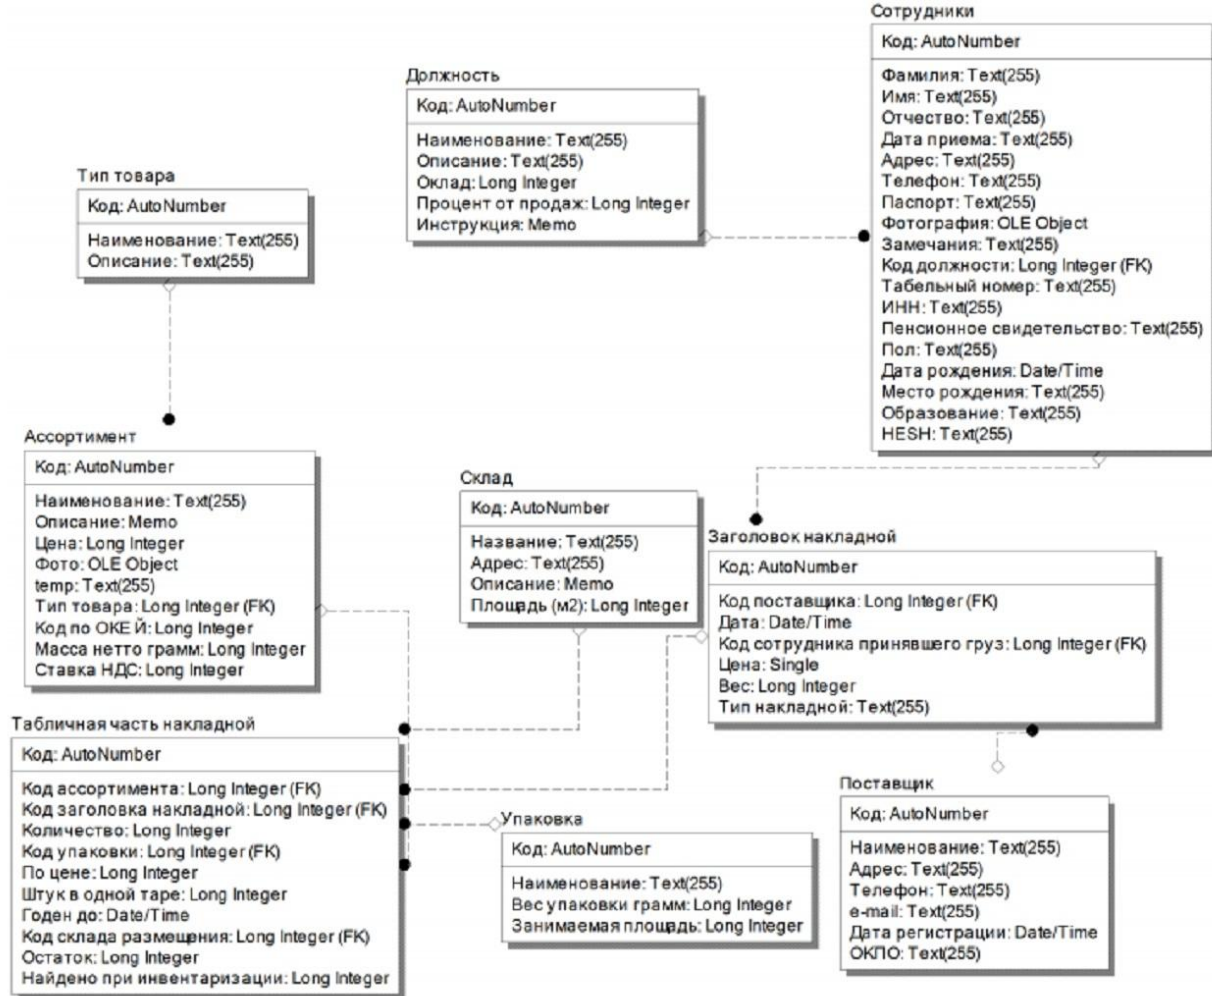 Сотрудники
Код: AutoNumber
Фамилия: Text(255)
Имя: Text(255)
Отчество: Text(255)
Дата приема: Text(255)
Адрес: Text(255)
Телефон: Text(255)
Паспорт: Text(255)
Фотография: OLE Object
Замечания: Text(255)
Код должности: Long Integer (FK)
Табельный номер: Text(255)
ИНН: Text(255)
Пенсионное свидетельство: Text(255)
Пол: Text(255)
Дата рождения: Date/Time
Место рождения: Text(255)
Образование: Text(255)
HESH: Text(255)
Должность
Код: AutoNumber
Наименование: Text(255)
Описание: Text(255)
Оклад: Long Integer
Процент от продаж: Long Integer
Инструкция: Memo
Тип товара
Код: AutoNumber
Наименование: Text(255)
Описание: Text(255)
Ассортимент
Код: AutoNumber
Наименование: Text(255)
Описание: Memo
Цена: Long Integer
Фото: OLE Object
temp: Text(255)
Тип товара: Long Integer (FK)
Код по ОКЕЙ: Long Integer
Масса нетто грамм: Long Integer
Ставка НДС: Long Integer
Склад
Код: AutoNumber
Название: Text(255)
Адрес: Text(255)
Описание: Memo
Площадь (м2): Long Integer
Заголовок накладной
Код: AutoNumber
Код поставщика: Long Integer (FK)
Дата: Date/Time
Код сотрудника принявшего груз: Long Integer (FK)
Цена: Single
Вес: Long Integer
Тип накладной: Text(255)
Табличная часть накладной
Код: AutoNumber
Код ассортимента: Long Integer (FK)
Код заголовка накладной: Long Integer (FK)
Количество: Long Integer
Код упаковки: Long Integer (FK)
По цене: Long Integer
Штук в одной таре: Long Integer
Годен до: Date/Time
Код склада размещения: Long Integer (FK)
Остаток: Long Integer
Найдено при инвентаризации: Long Integer
Упаковка
Код: AutoNumber
Наименование: Text(255)
Вес упаковки грамм: Long Integer
Занимаемая площадь: Long Integer
Поставщик
Код: AutoNumber
Наименование: Text(255)
Адрес: Text(255)
Телефон: Text(255)
e-mail: Text(255)
Дата регистрации: Date/Time
ОКПО: Text(255)